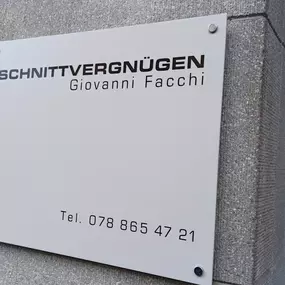 SCHNITTVERGNÜGEN
Giovanni Facchi
Tel. 078 865 47 21